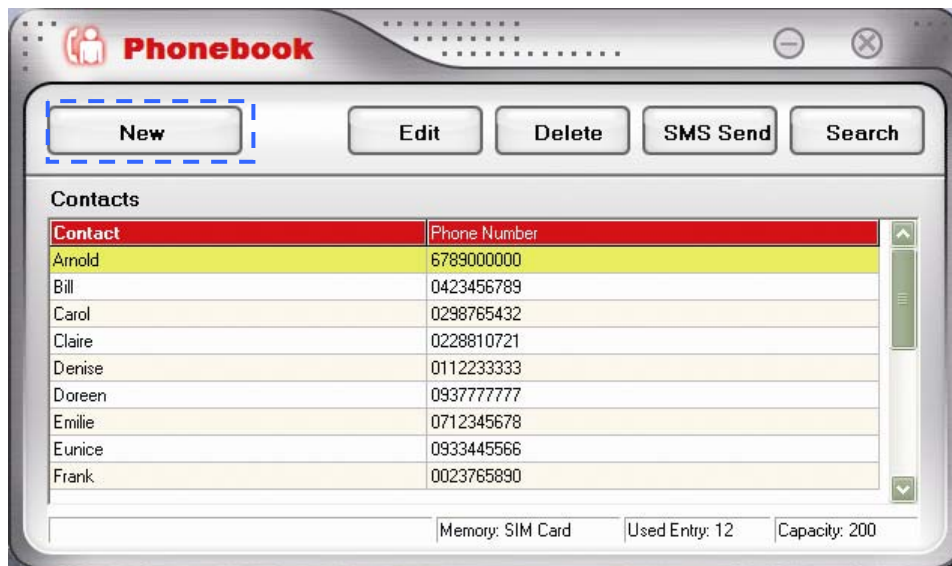 Phonebook
New Edit Delete SMS Send Search
Contacts
Contact Phone Number
Arnold 6789000000
Bill 0423456789
Carol 0298765432
Claire 0228810721
Denise 0112233333
Doreen 0937777777
Emilie 0712345678
Eunice 0933445566
Frank 0023765890
Memory: SIM Card Used Entry: 12 Capacity: 200